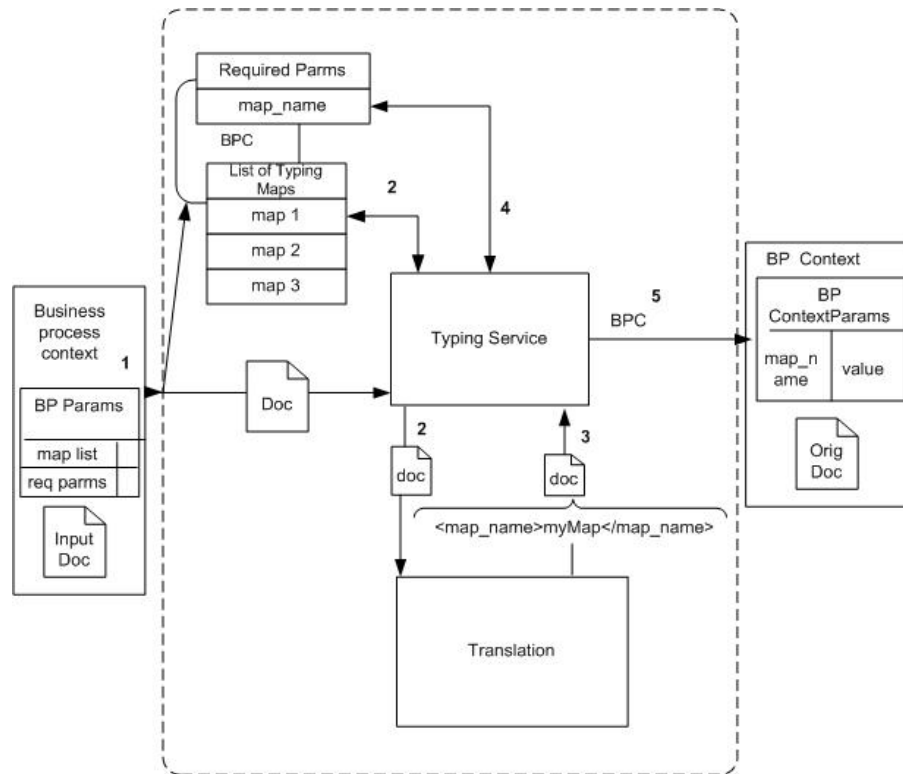 Required Parms
map_name
BPC
List of Typing
Maps
map 1
map 2
map 3
2
4
Business
process
context
1
BP Params
map list
req parms
Input
Doc
Doc
Typing Service
5
BPC
BP Context
BP
ContextParams
map_n
ame
value
Orig
Doc
2
doc
3
doc
<map_name>myMap</map_name>
Translation